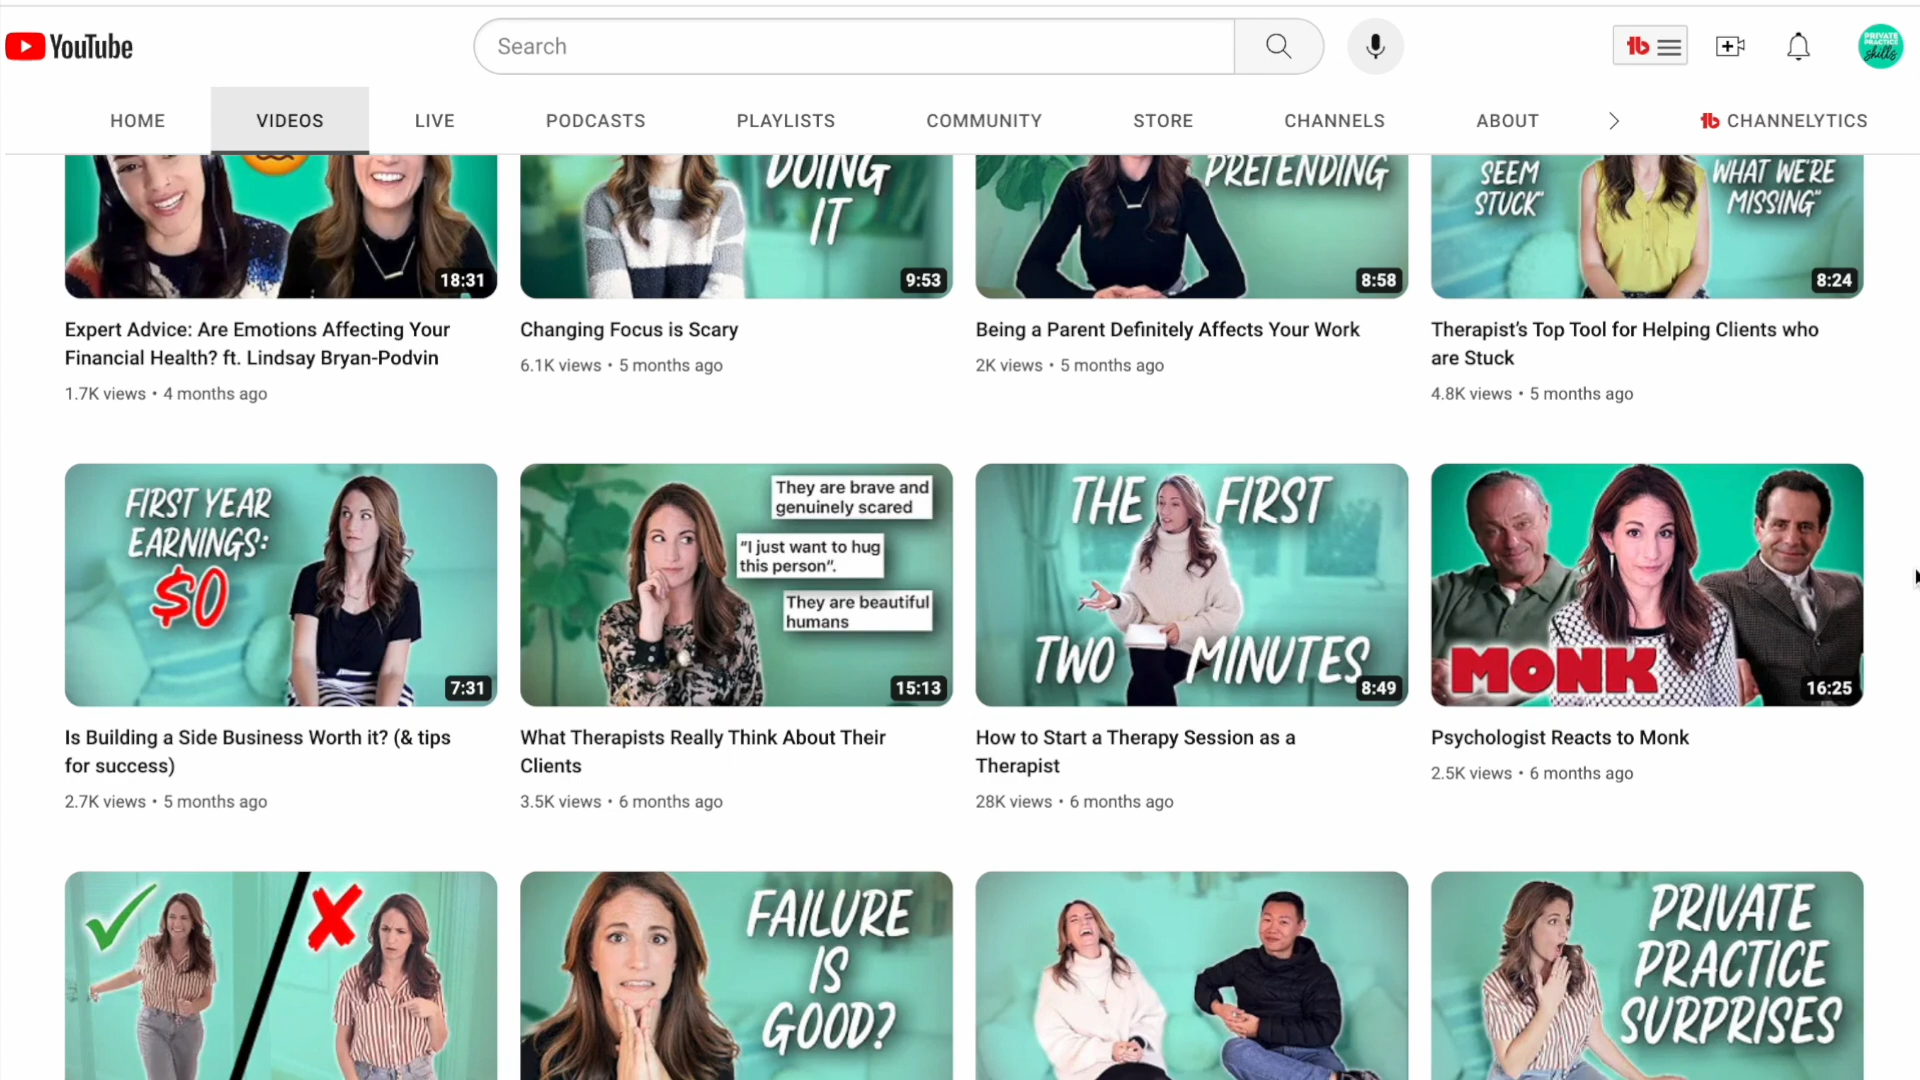 YouTube
Search
PRIVATE
PRACTICE
skills
HOME
VIDEOS
LIVE
PODCASTS
PLAYLISTS
COMMUNITY
STORE
CHANNELS
ABOUT
CHANNELYTICS
18:31
DOING
IT
9:53
PRETENDING
8:58
SEEM
STUCK"
WHAT WE'RE
MISSING"
8:24
Expert Advice: Are Emotions Affecting Your
Financial Health? ft. Lindsay Bryan-Podvin
1.7K views • 4 months ago
Changing Focus is Scary
6.1K views • 5 months ago
Being a Parent Definitely Affects Your Work
2K views • 5 months ago
Therapist’s Top Tool for Helping Clients who
are Stuck
4.8K views • 5 months ago
FIRST YEAR
EARNINGS:
$0
7:31
They are brave and
genuinely scared
"I just want to hug
this person".
They are beautiful
humans
15:13
THE FIRST
TWO MINUTES
8:49
MONK
16:25
Is Building a Side Business Worth it? (& tips
for success)
2.7K views • 5 months ago
What Therapists Really Think About Their
Clients
3.5K views • 6 months ago
How to Start a Therapy Session as a
Therapist
28K views • 6 months ago
Psychologist Reacts to Monk
2.5K views • 6 months ago
FAILURE
IS
GOOD?
PRIVATE
PRACTICE
SURPRISES